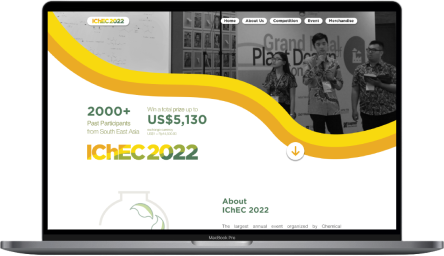 IChEC 2022
Home
About Us
Competition
Event
Merchandise
Grand Final
2000+
Past Participants
from South East Asia
Win a total prize up to
US$5,130
IChEC 2022
About
IChEC 2022
The largest annual event organized by Chemical
MacBook Pro